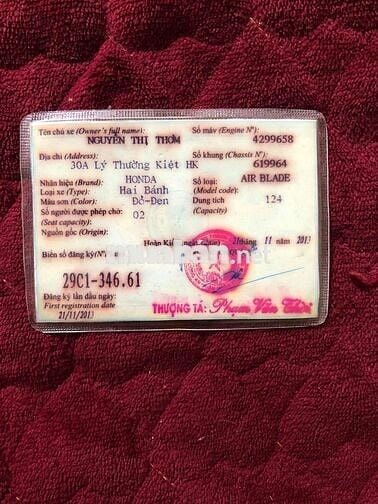 Tên chủ xe (Owner's full name): Số máy (Engine Nº):
NGUYỄN THỊ THƠM 4299658
Địa chỉ (Address): Số khung (Chassis Nº):
30A Lý Thường Kiệt HK 619964
Nhãn hiệu (Brand): HONDA Số loại: AIR BLADE
Loại xe (Type): Hai Bánh (Model code):
Màu sơn (Color): Đỏ-Đen Dung tích 124
Số người được phép chở: 02 (Capacity)
(Seat capacity):
Nguồn gốc (Origin):
Hoàn Kiếm 21 11 năm 2013
Biển số đăng ký
29C1-346.61
Đăng ký lần đầu ngày:
First registration date
21/11/2013
THƯỢNG TÁ: Phạm Văn